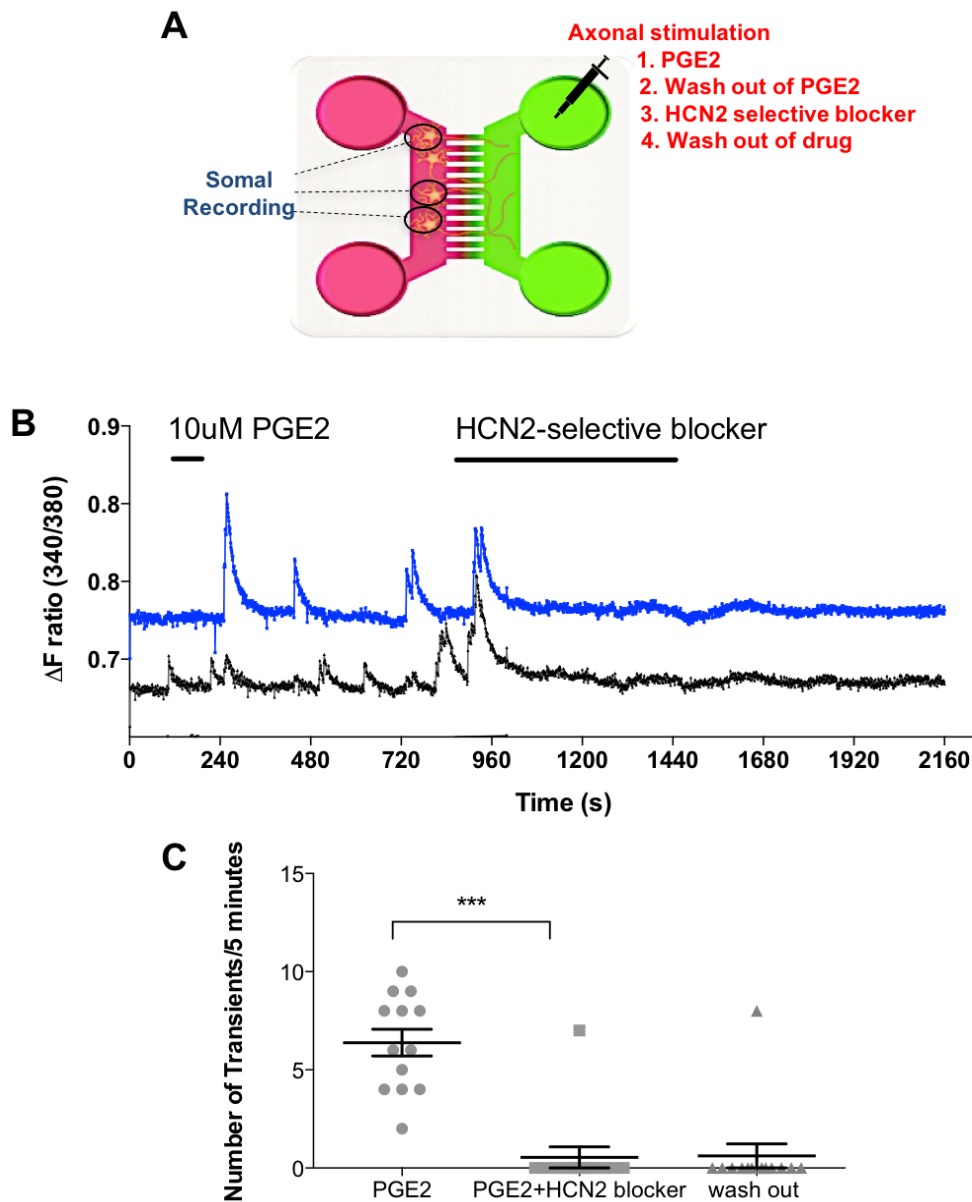 A
Axonal stimulation
1. PGE2
2. Wash out of PGE2
3. HCN2 selective blocker
4. Wash out of drug
Somal
Recording
B
10uM PGE2
HCN2-selective blocker
0.9
0.8
0.8
0.7
ΔF ratio (340/380)
0
240
480
720
960
1200
1440
1680
1920
2160
Time (s)
C
Number of Transients/5 minutes
15
10
5
0
***
PGE2
PGE2+HCN2 blocker
wash out